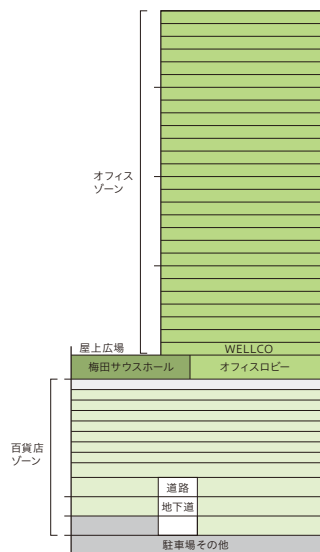 オフィス
ゾーン
屋上広場
WELLCO
梅田サウスホール
オフィスロビー
百貨店
ゾーン
道路
地下道
駐車場その他